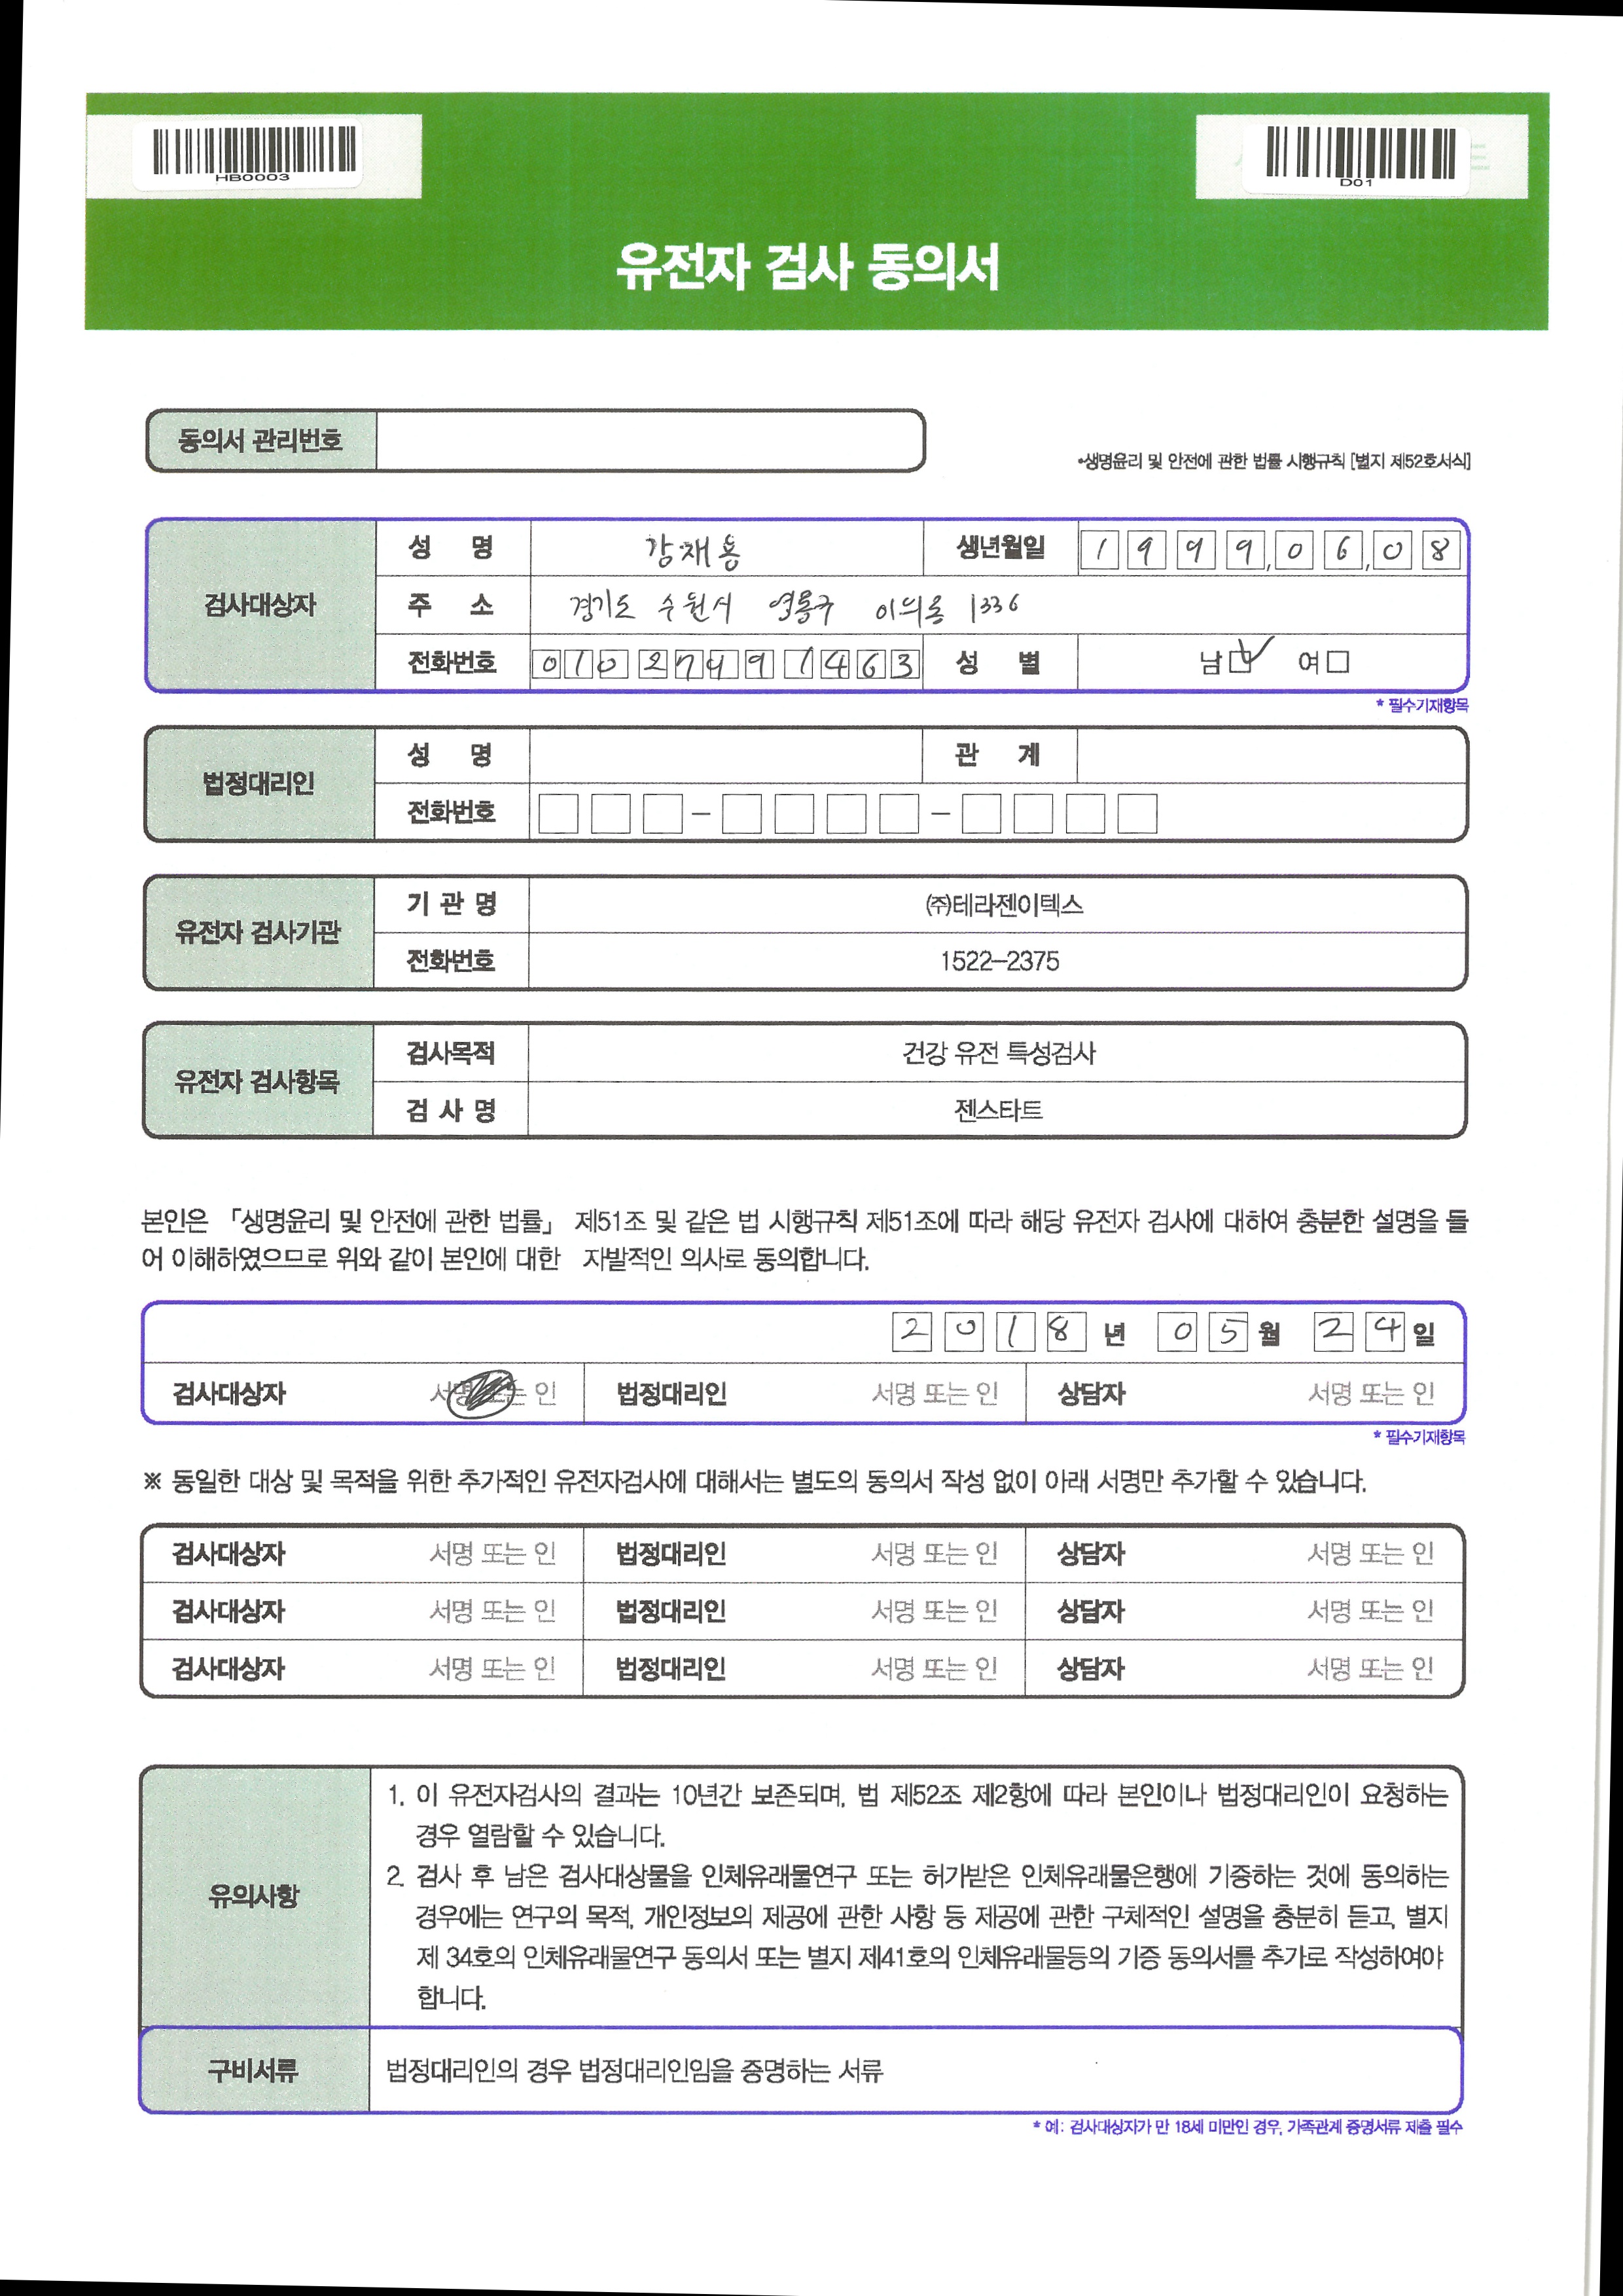 HB0003
D01
유전자 검사 동의서
동의서 관리번호
•생명윤리 및 안전에 관한 법률 시행규칙 [별지 제52호서식]
검사대상자
성 명 강채용 생년월일 1999.06.08
주 소 경기도 수원시 영통구 이의동 1336
전화번호 010 2799 1463 성 별 남☑ 여□
* 필수기재항목
법정대리인
성 명 관 계
전화번호 □□□-□□□□-□□□□
유전자 검사기관
기 관 명 ㈜테라젠이텍스
전화번호 1522-2375
유전자 검사항목
검사목적 건강 유전 특성검사
검 사 명 젠스타트
본인은 「생명윤리 및 안전에 관한 법률」 제51조 및 같은 법 시행규칙 제51조에 따라 해당 유전자 검사에 대하여 충분한 설명을 들
어 이해하였으므로 위와 같이 본인에 대한 자발적인 의사로 동의합니다.
2018 년 05 월 24 일
검사대상자 서명 또는 인 법정대리인 서명 또는 인 상담자 서명 또는 인
* 필수기재항목
※ 동일한 대상 및 목적을 위한 추가적인 유전자검사에 대해서는 별도의 동의서 작성 없이 아래 서명만 추가할 수 있습니다.
검사대상자 서명 또는 인 법정대리인 서명 또는 인 상담자 서명 또는 인
검사대상자 서명 또는 인 법정대리인 서명 또는 인 상담자 서명 또는 인
검사대상자 서명 또는 인 법정대리인 서명 또는 인 상담자 서명 또는 인
유의사항
1. 이 유전자검사의 결과는 10년간 보존되며, 법 제52조 제2항에 따라 본인이나 법정대리인이 요청하는
경우 열람할 수 있습니다.
2. 검사 후 남은 검사대상물을 인체유래물연구 또는 허가받은 인체유래물은행에 기증하는 것에 동의하는
경우에는 연구의 목적, 개인정보의 제공에 관한 사항 등 제공에 관한 구체적인 설명을 충분히 듣고, 별지
제 34호의 인체유래물연구 동의서 또는 별지 제41호의 인체유래물등의 기증 동의서를 추가로 작성하여야
합니다.
구비서류 법정대리인의 경우 법정대리인임을 증명하는 서류
* 예: 검사대상자가 만 18세 미만인 경우, 가족관계 증명서류 제출 필수